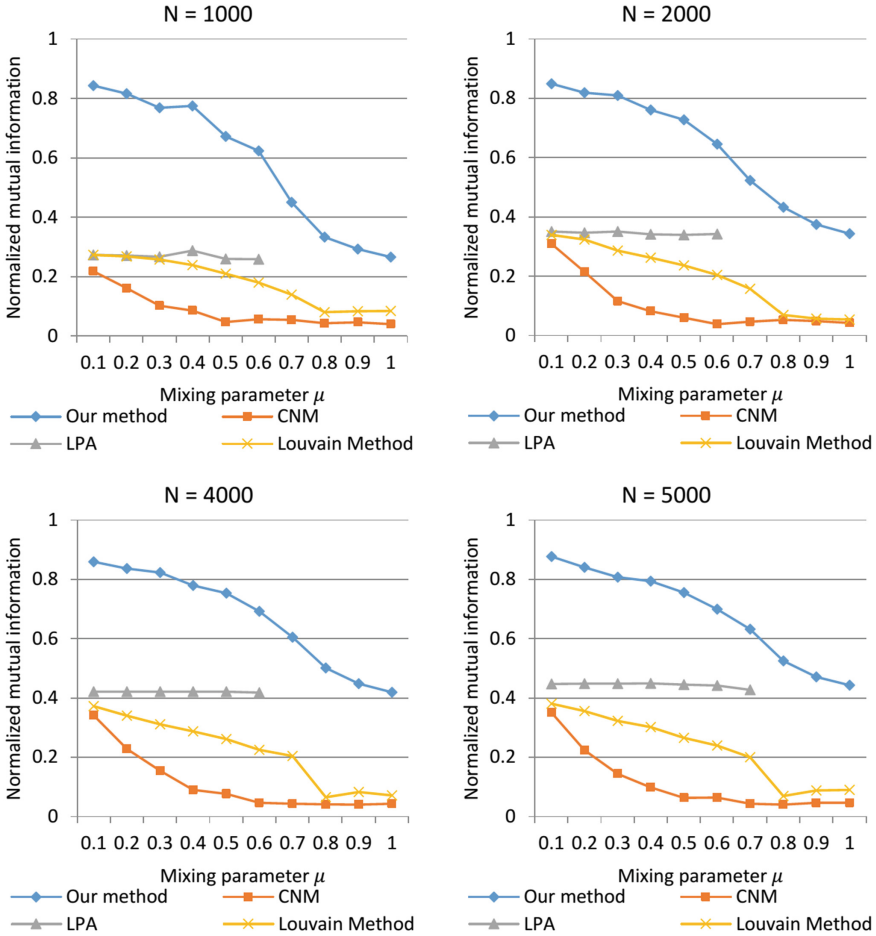 N = 1000
Normalized mutual information
1
0.8
0.6
0.4
0.2
0
0.1 0.2 0.3 0.4 0.5 0.6 0.7 0.8 0.9 1
Mixing parameter μ
Our method
CNM
LPA
Louvain Method
N = 2000
Normalized mutual information
1
0.8
0.6
0.4
0.2
0
0.1 0.2 0.3 0.4 0.5 0.6 0.7 0.8 0.9 1
Mixing parameter μ
Our method
CNM
LPA
Louvain Method
N = 4000
Normalized mutual information
1
0.8
0.6
0.4
0.2
0
0.1 0.2 0.3 0.4 0.5 0.6 0.7 0.8 0.9 1
Mixing parameter μ
Our method
CNM
LPA
Louvain Method
N = 5000
Normalized mutual information
1
0.8
0.6
0.4
0.2
0
0.1 0.2 0.3 0.4 0.5 0.6 0.7 0.8 0.9 1
Mixing parameter μ
Our method
CNM
LPA
Louvain Method